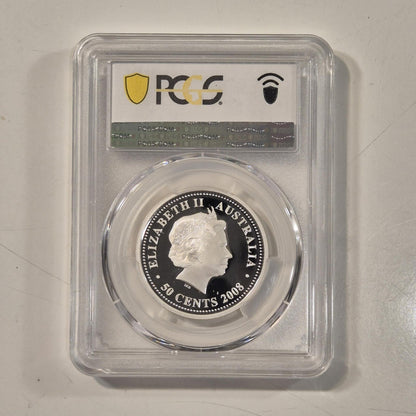 PCGS
ELIZABETH II AUSTRALIA
50 CENTS 2008